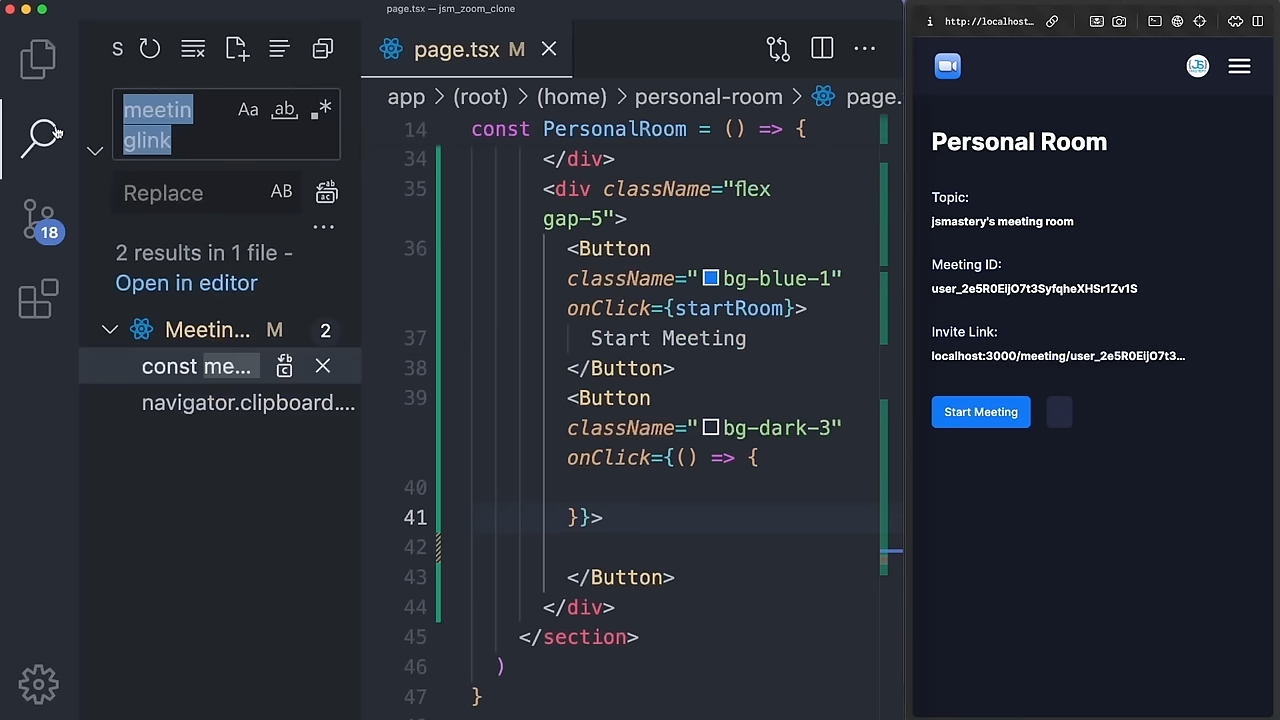 page.tsx — jsm_zoom_clone
S
meetin
glink
Aa
ab
Replace
AB
18
2 results in 1 file -
Open in editor
Meetin... M 2
const me...
navigator.clipboard....
page.tsx M
app > (root) > (home) > personal-room > page.
14 const PersonalRoom = () => {
34 </div>
35 <div className="flex
gap-5">
36 <Button
className="bg-blue-1"
onClick={startRoom}>
37 Start Meeting
38 </Button>
39 <Button
className="bg-dark-3"
onClick={() => {
40
41 }}>
42
43 </Button>
44 </div>
45 </section>
46 )
47 }
http://localhost...
Personal Room
Topic:
jsmastery's meeting room
Meeting ID:
user_2e5R0EljO7t3SyfqheXHSr1Zv1S
Invite Link:
localhost:3000/meeting/user_2e5R0EljO7t3...
Start Meeting